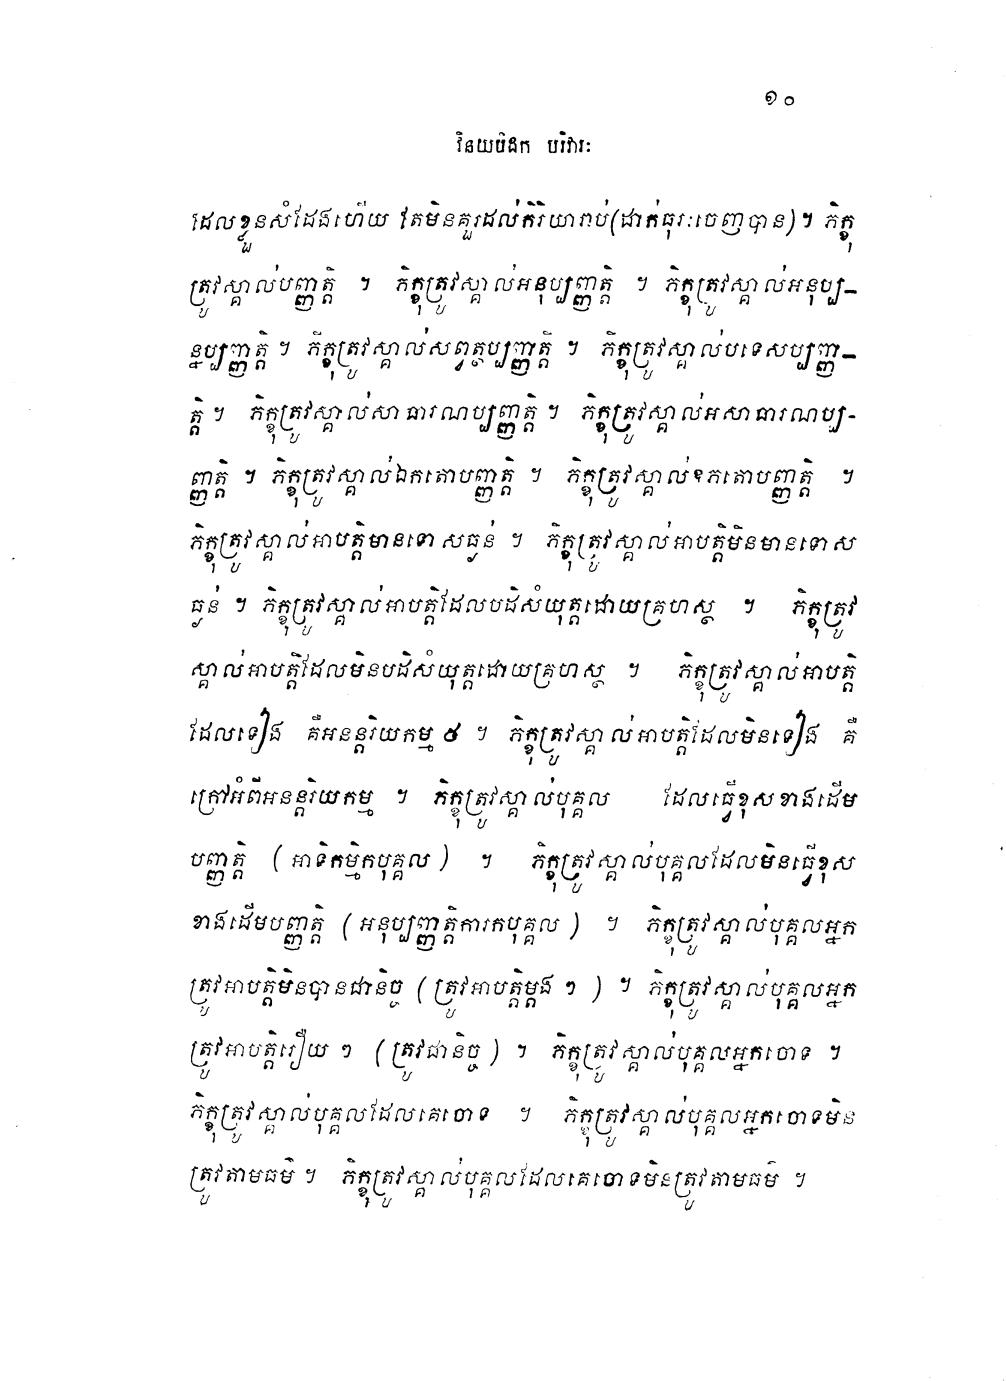 ១០
វិនយបិដក បរិវារៈ
ដែលខ្លួនសំដែងហើយ តែមិនគួរដល់កិរិយារាប់(ដាក់ធុរៈចេញបាន)។ ភិក្ខុ
ត្រូវស្គាល់បញ្ញត្តិ ។ ភិក្ខុត្រូវស្គាល់អនុប្បញ្ញត្តិ ។ ភិក្ខុត្រូវស្គាល់អនុប្ប-
ន្នប្បញ្ញត្តិ ។ ភិក្ខុត្រូវស្គាល់សព្វត្ថប្បញ្ញត្តិ ។ ភិក្ខុត្រូវស្គាល់បទេសប្បញ្ញ-
ត្តិ ។ ភិក្ខុត្រូវស្គាល់សាធារណប្បញ្ញត្តិ ។ ភិក្ខុត្រូវស្គាល់អសាធារណប្ប-
ញ្ញត្តិ ។ ភិក្ខុត្រូវស្គាល់ឯកតោបញ្ញត្តិ ។ ភិក្ខុត្រូវស្គាល់ឧភតោបញ្ញត្តិ ។
ភិក្ខុត្រូវស្គាល់អាបត្តិមានទោសធ្ងន់ ។ ភិក្ខុត្រូវស្គាល់អាបត្តិមិនមានទោស
ធ្ងន់ ។ ភិក្ខុត្រូវស្គាល់អាបត្តិដែលបដិសំយុត្តដោយគ្រហស្ថ ។ ភិក្ខុត្រូវ
ស្គាល់អាបត្តិដែលមិនបដិសំយុត្តដោយគ្រហស្ថ ។ ភិក្ខុត្រូវស្គាល់អាបត្តិ
ដែលទៀង គឺអនន្តរិយកម្ម ៥ ។ ភិក្ខុត្រូវស្គាល់អាបត្តិដែលមិនទៀង គឺ
ក្រៅអំពីអនន្តរិយកម្ម ។ ភិក្ខុត្រូវស្គាល់បុគ្គល ដែលធ្វើខុសខាងដើម
បញ្ញត្តិ (អាទិកម្មិកបុគ្គល) ។ ភិក្ខុត្រូវស្គាល់បុគ្គលដែលមិនធ្វើខុស
ខាងដើមបញ្ញត្តិ (អនុប្បញ្ញត្តិការកបុគ្គល) ។ ភិក្ខុត្រូវស្គាល់បុគ្គលអ្នក
ត្រូវអាបត្តិមិនបានជានិច្ច (ត្រូវអាបត្តិម្តង ៗ ) ។ ភិក្ខុត្រូវស្គាល់បុគ្គលអ្នក
ត្រូវអាបត្តិរឿយ ៗ (ត្រូវជានិច្ច) ។ ភិក្ខុត្រូវស្គាល់បុគ្គលអ្នកចោទ ។
ភិក្ខុត្រូវស្គាល់បុគ្គលដែលគេចោទ ។ ភិក្ខុត្រូវស្គាល់បុគ្គលអ្នកចោទមិន
ត្រូវតាមធម៌ ។ ភិក្ខុត្រូវស្គាល់បុគ្គលដែលគេចោទមិនត្រូវតាមធម៌ ។